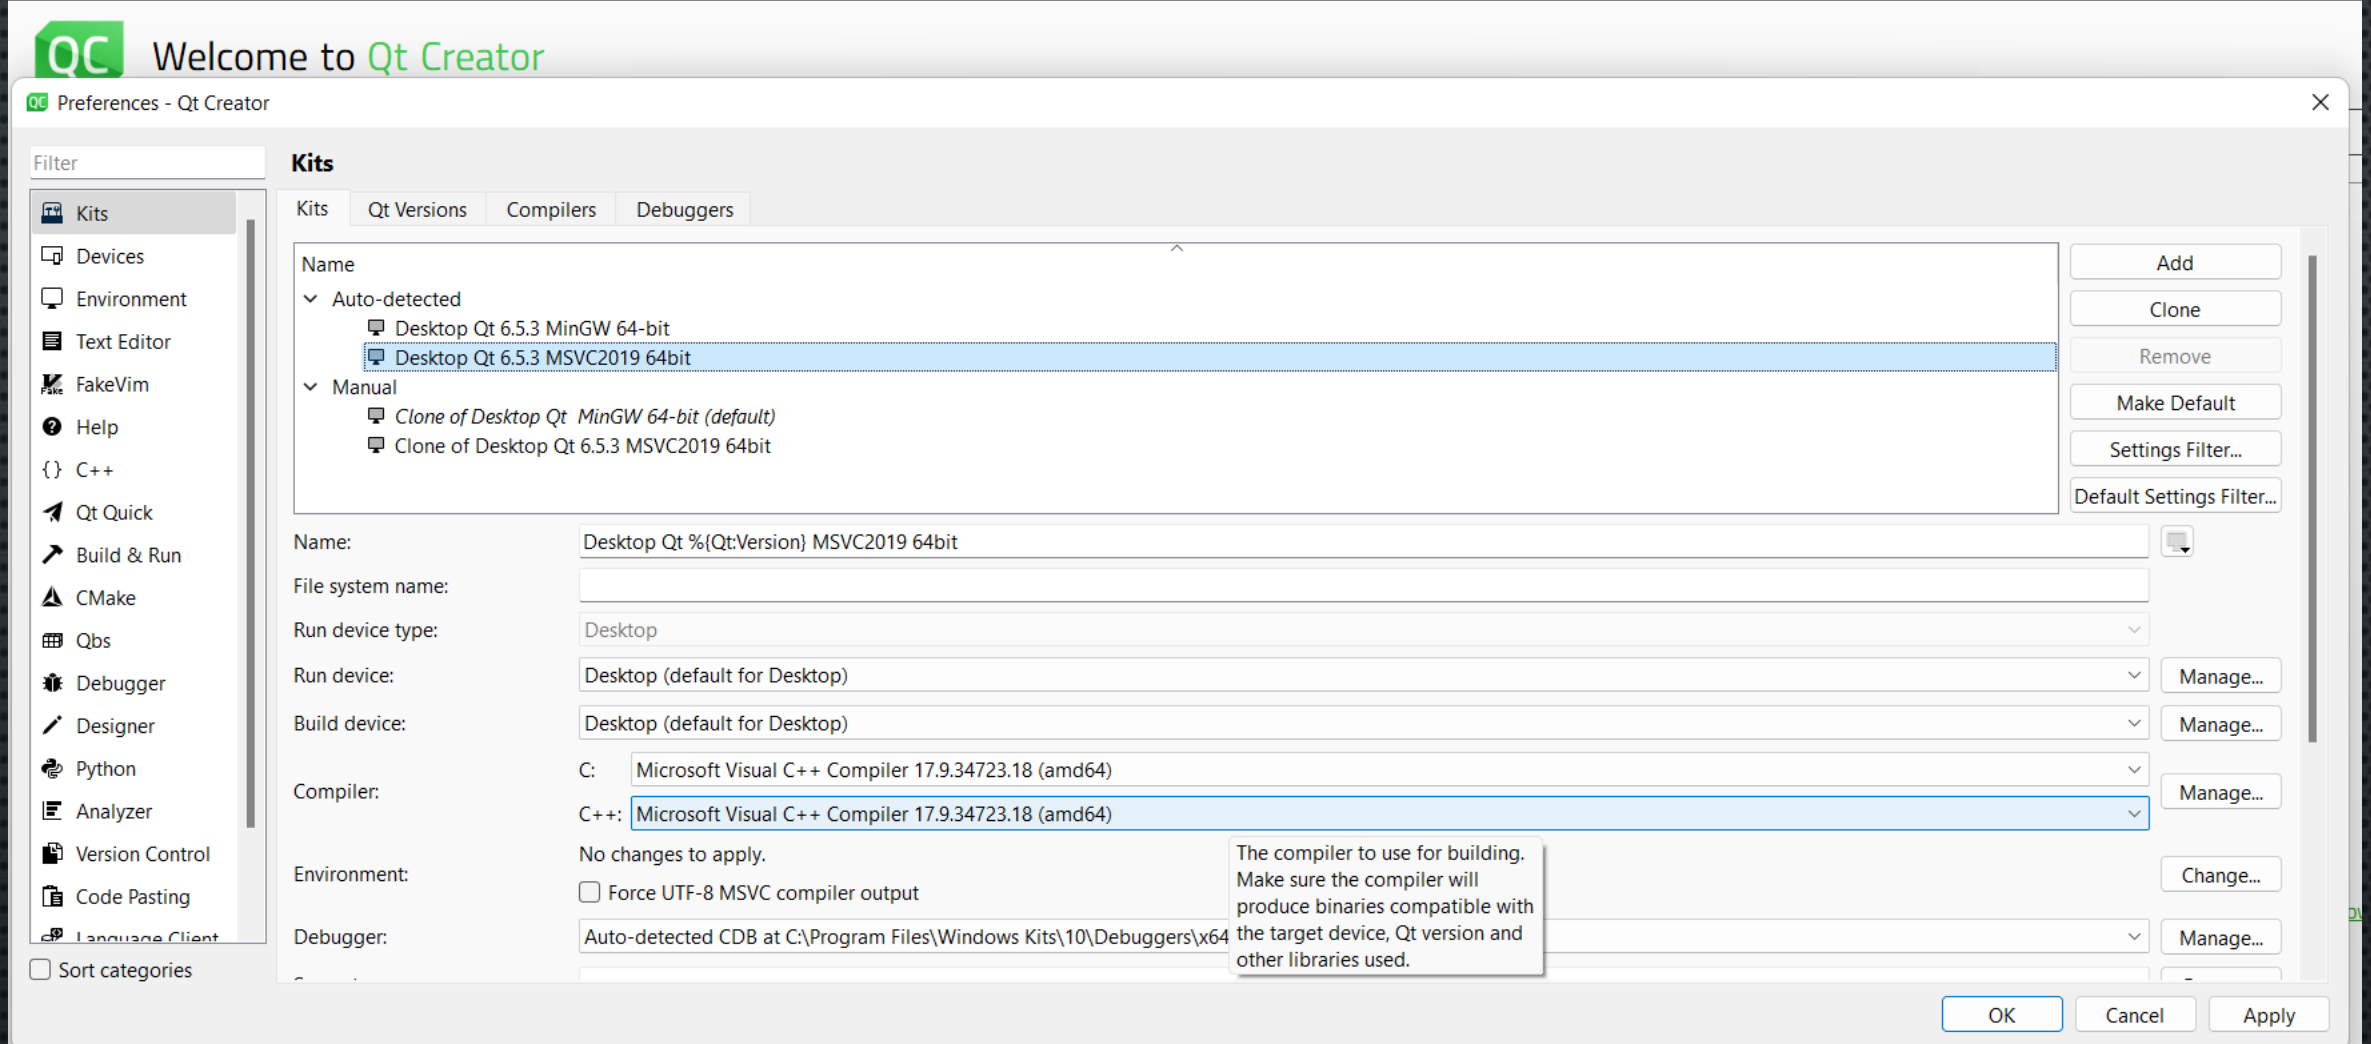 QC Welcome to Qt Creator
QC Preferences - Qt Creator
Filter
Kits
Devices
Environment
Text Editor
FakeVim
Help
C++
Qt Quick
Build & Run
CMake
Qbs
Debugger
Designer
Python
Analyzer
Version Control
Code Pasting
Language Client
Sort categories
Kits
Kits Qt Versions Compilers Debuggers
Name
Auto-detected
Desktop Qt 6.5.3 MinGW 64-bit
Desktop Qt 6.5.3 MSVC2019 64bit
Manual
Clone of Desktop Qt MinGW 64-bit (default)
Clone of Desktop Qt 6.5.3 MSVC2019 64bit
Add
Clone
Remove
Make Default
Settings Filter...
Default Settings Filter...
Name: Desktop Qt %{Qt:Version} MSVC2019 64bit
File system name:
Run device type: Desktop
Run device: Desktop (default for Desktop) Manage...
Build device: Desktop (default for Desktop) Manage...
Compiler:
C: Microsoft Visual C++ Compiler 17.9.34723.18 (amd64)
C++: Microsoft Visual C++ Compiler 17.9.34723.18 (amd64)
Manage...
Environment:
No changes to apply.
Force UTF-8 MSVC compiler output
Change...
Debugger: Auto-detected CDB at C:\Program Files\Windows Kits\10\Debuggers\x64 Manage...
The compiler to use for building.
Make sure the compiler will
produce binaries compatible with
the target device, Qt version and
other libraries used.
OK Cancel Apply